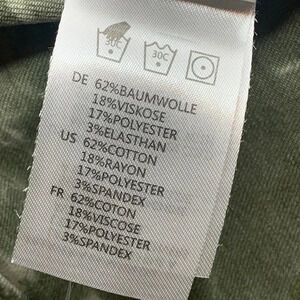 30C 30C
DE 62%BAUMWOLLE
18%VISKOSE
17%POLYESTER
3%ELASTHAN
US 62%COTTON
18%RAYON
17%POLYESTER
3%SPANDEX
FR 62%COTON
18%VISCOSE
17%POLYESTER
3%SPANDEX